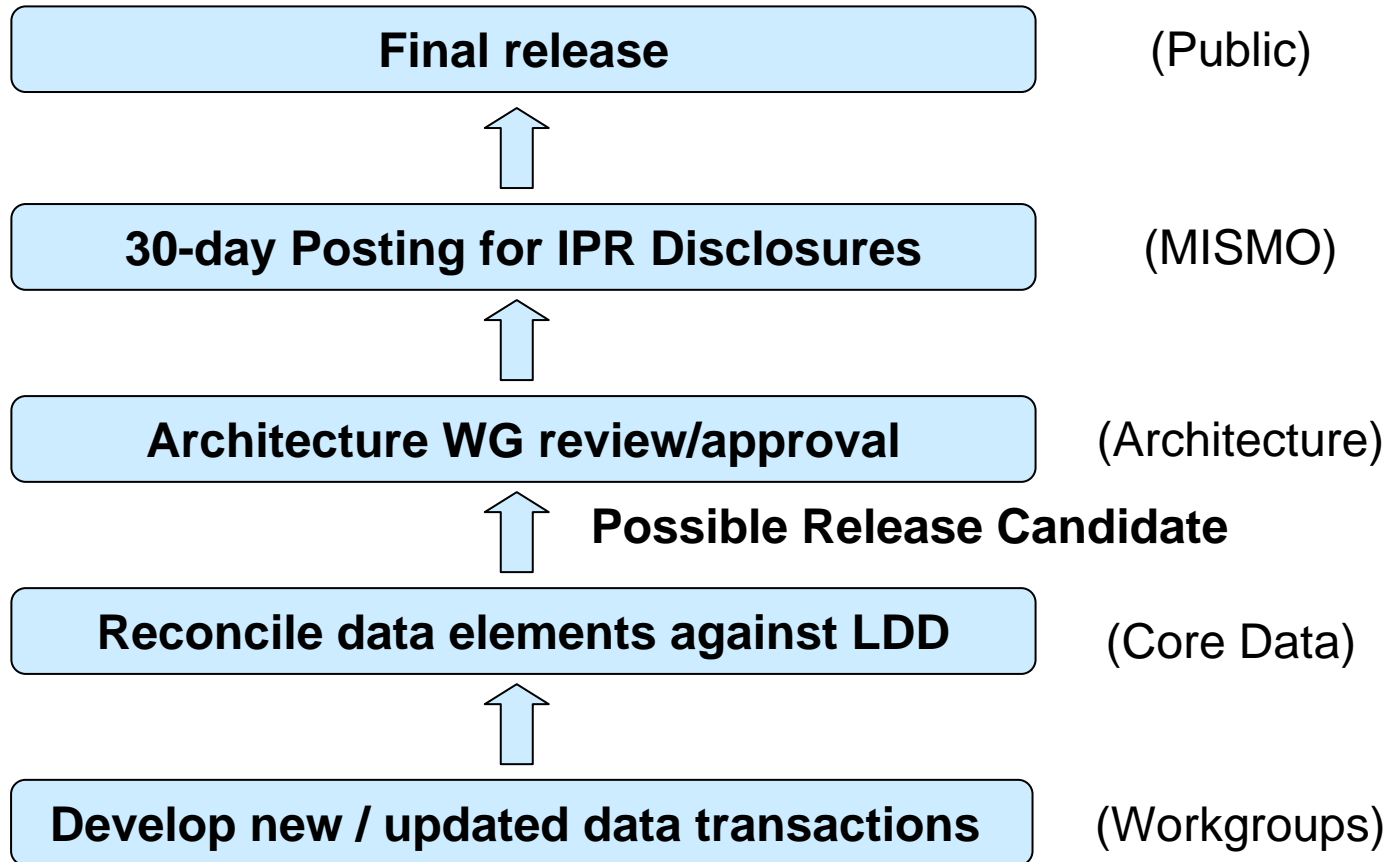 Final release (Public)
30-day Posting for IPR Disclosures (MISMO)
Architecture WG review/approval (Architecture)
Possible Release Candidate
Reconcile data elements against LDD (Core Data)
Develop new / updated data transactions (Workgroups)